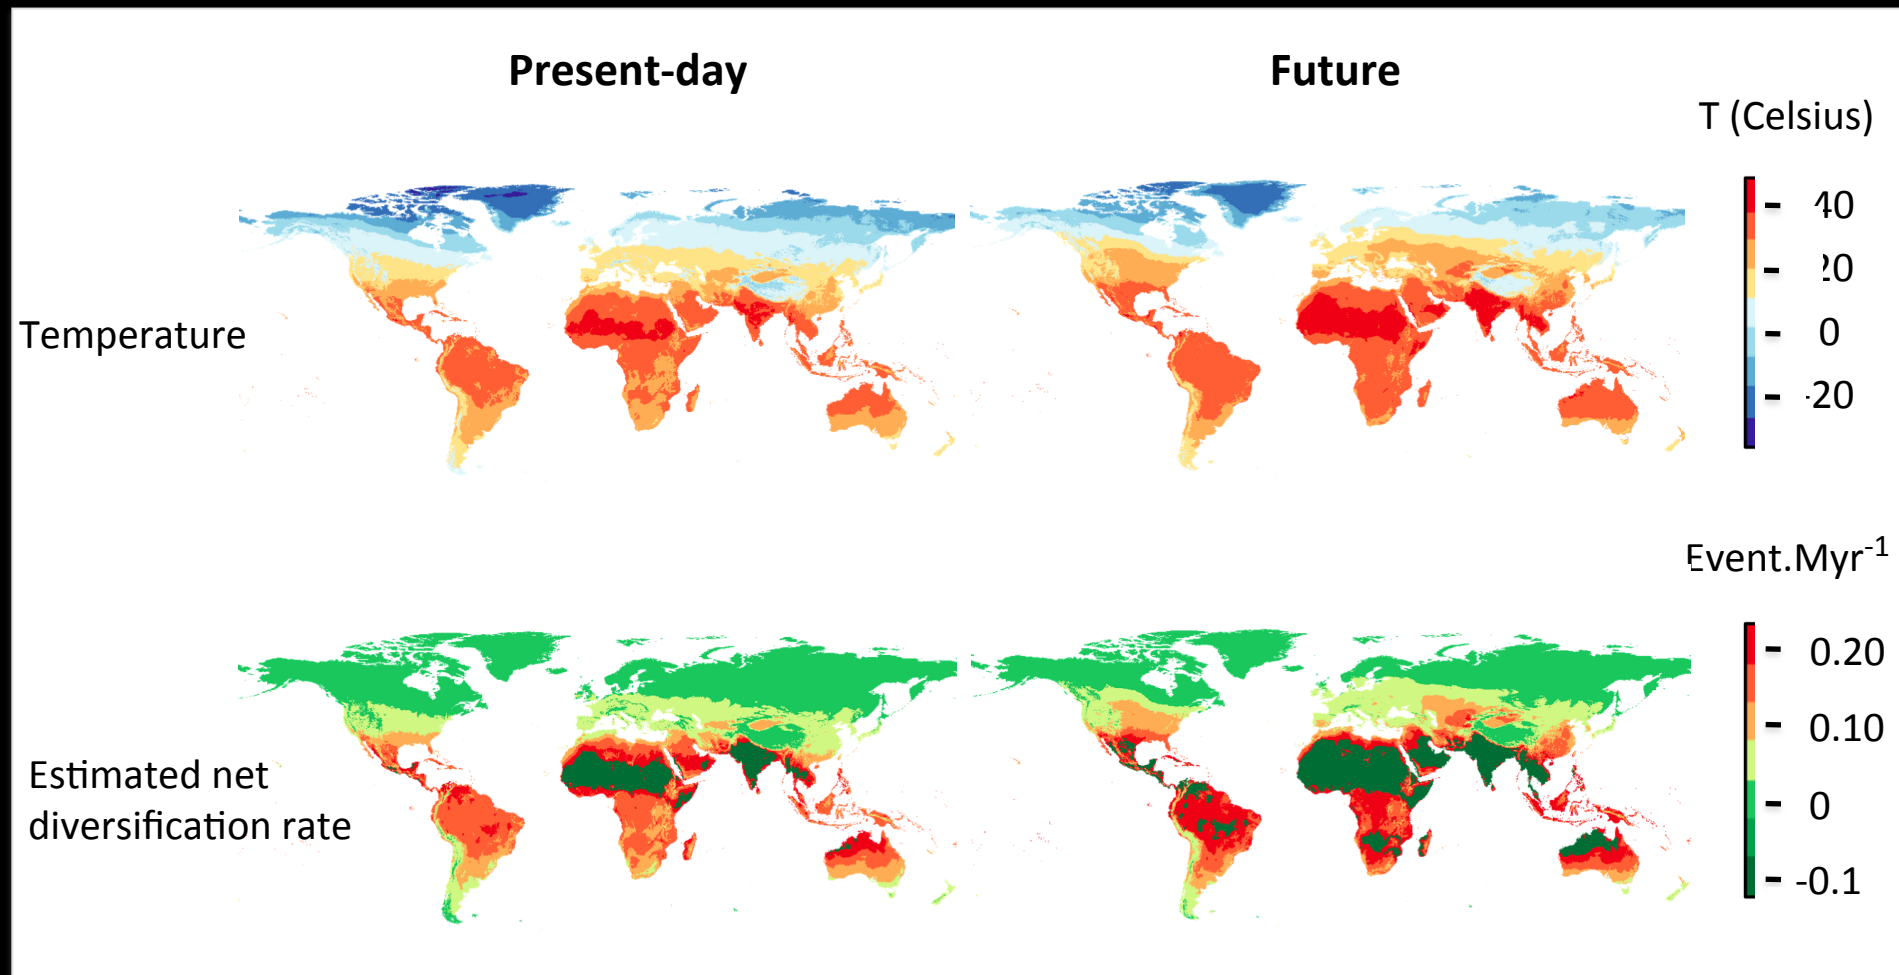 Present-day
Future
T (Celsius)
40
20
0
-20
Temperature
Event.Myr-1
0.20
0.10
0
-0.1
Estimated net
diversification rate